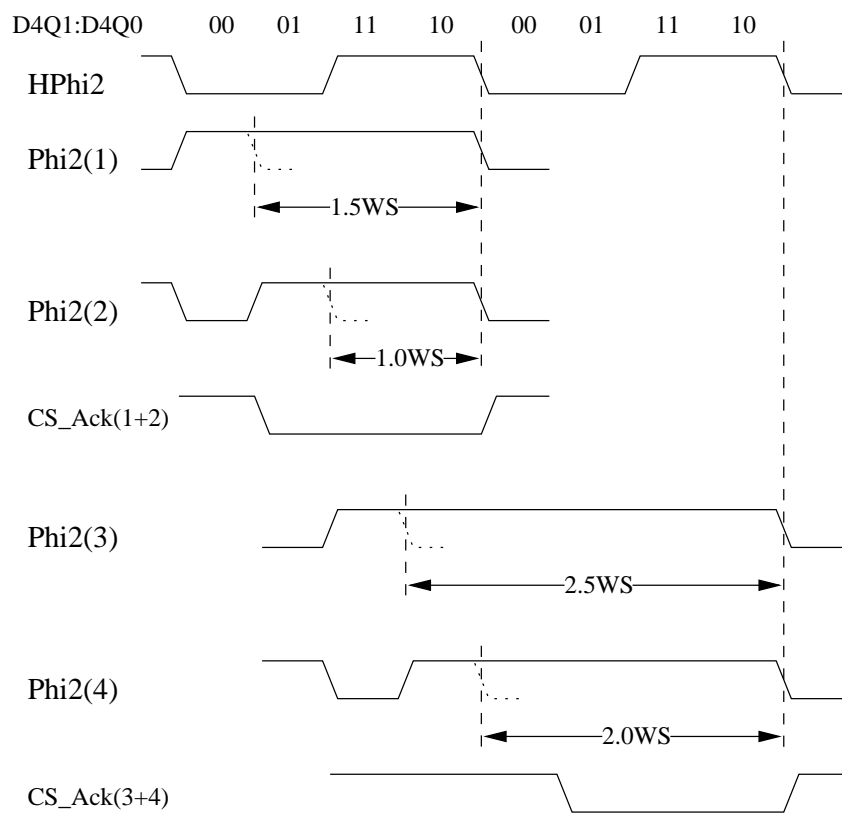 D4Q1:D4Q0 00 01 11 10 00 01 11 10
HPhi2
Phi2(1)
1.5WS
Phi2(2)
1.0WS
CS_Ack(1+2)
Phi2(3)
2.5WS
Phi2(4)
2.0WS
CS_Ack(3+4)